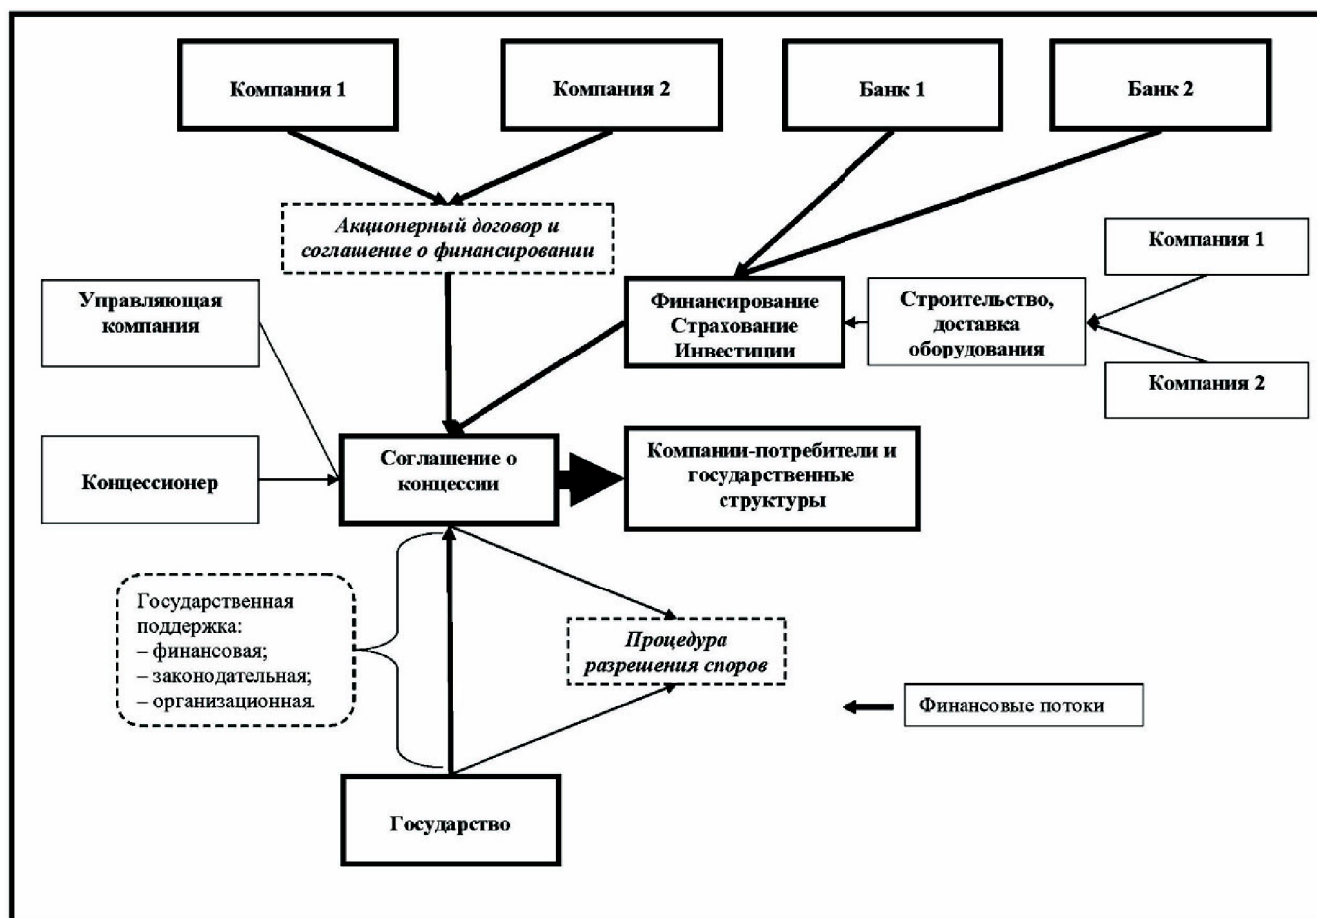 Компания 1
Компания 2
Банк 1
Банк 2
Акционерный договор и
соглашение о финансировании
Компания 1
Управляющая
компания
Финансирование
Страхование
Инвестиции
Строительство,
доставка
оборудования
Компания 2
Концессионер
Соглашение о
концессии
Компании-потребители и
государственные
структуры
Государственная
поддержка:
– финансовая;
– законодательная;
– организационная.
Процедура
разрешения споров
Финансовые потоки
Государство